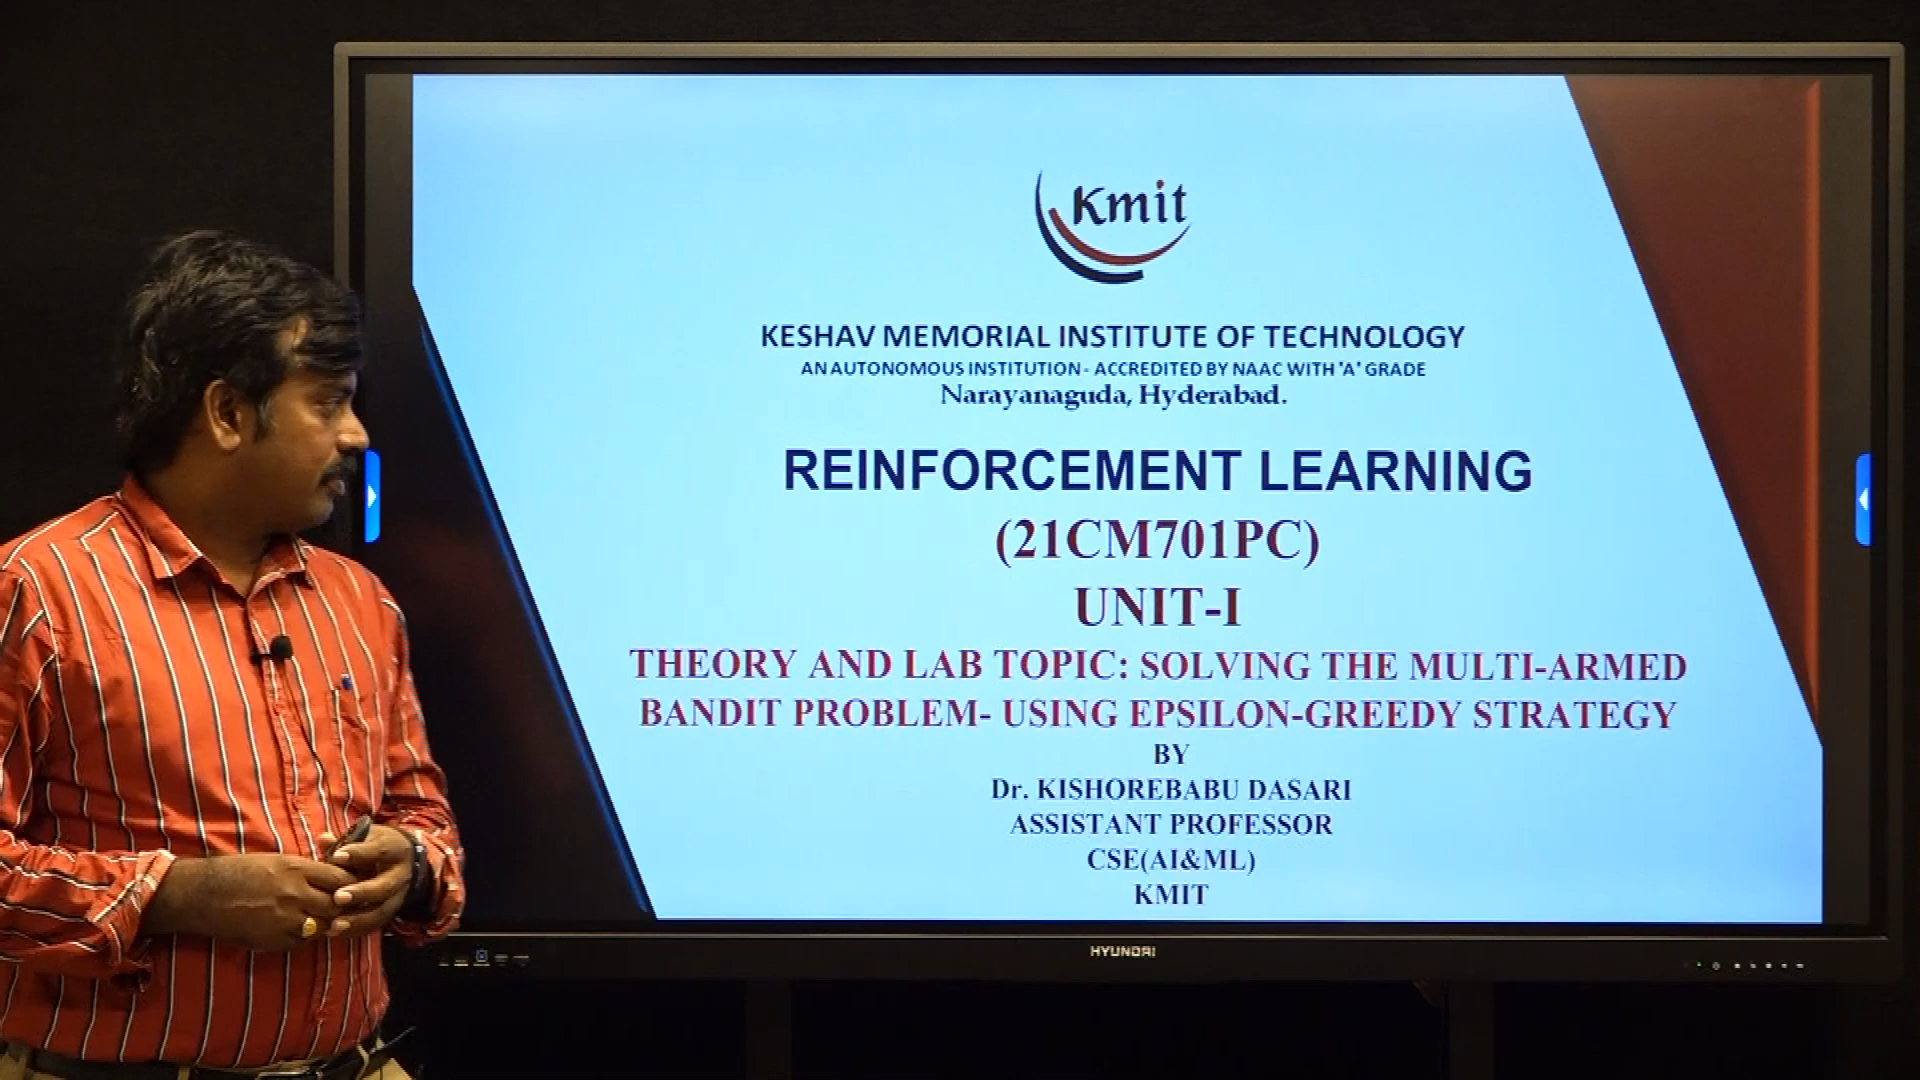 Kmit
KESHAV MEMORIAL INSTITUTE OF TECHNOLOGY
AN AUTONOMOUS INSTITUTION - ACCREDITED BY NAAC WITH 'A' GRADE
Narayanaguda, Hyderabad.
REINFORCEMENT LEARNING
(21CM701PC)
UNIT-I
THEORY AND LAB TOPIC: SOLVING THE MULTI-ARMED
BANDIT PROBLEM- USING EPSILON-GREEDY STRATEGY
BY
Dr. KISHOREBABU DASARI
ASSISTANT PROFESSOR
CSE(AI&ML)
KMIT
HYUNDAI